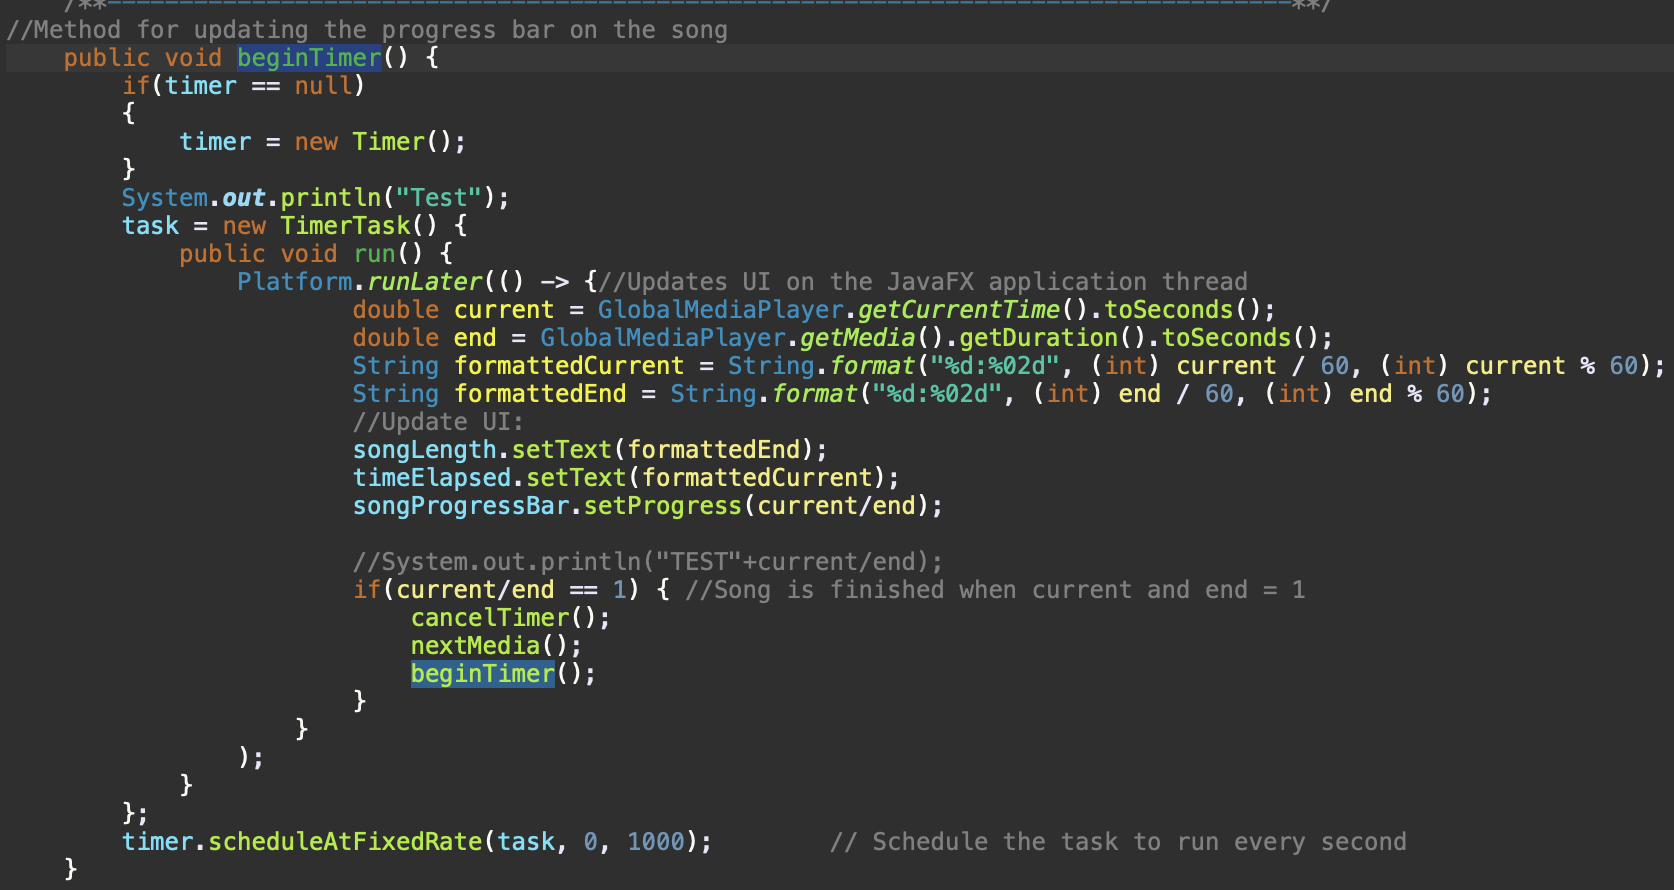 /**==================================================================================**/
//Method for updating the progress bar on the song
    public void beginTimer() {
        if(timer == null)
        {
            timer = new Timer();
        }
        System.out.println("Test");
        task = new TimerTask() {
            public void run() {
                Platform.runLater(() -> {//Updates UI on the JavaFX application thread
                        double current = GlobalMediaPlayer.getCurrentTime().toSeconds();
                        double end = GlobalMediaPlayer.getMedia().getDuration().toSeconds();
                        String formattedCurrent = String.format("%d:%02d", (int) current / 60, (int) current % 60);
                        String formattedEnd = String.format("%d:%02d", (int) end / 60, (int) end % 60);
                        //Update UI:
                        songLength.setText(formattedEnd);
                        timeElapsed.setText(formattedCurrent);
                        songProgressBar.setProgress(current/end);

                        //System.out.println("TEST"+current/end);
                        if(current/end == 1) { //Song is finished when current and end = 1
                            cancelTimer();
                            nextMedia();
                            beginTimer();
                        }
                    }
                );
            }
        };
        timer.scheduleAtFixedRate(task, 0, 1000);        // Schedule the task to run every second
    }